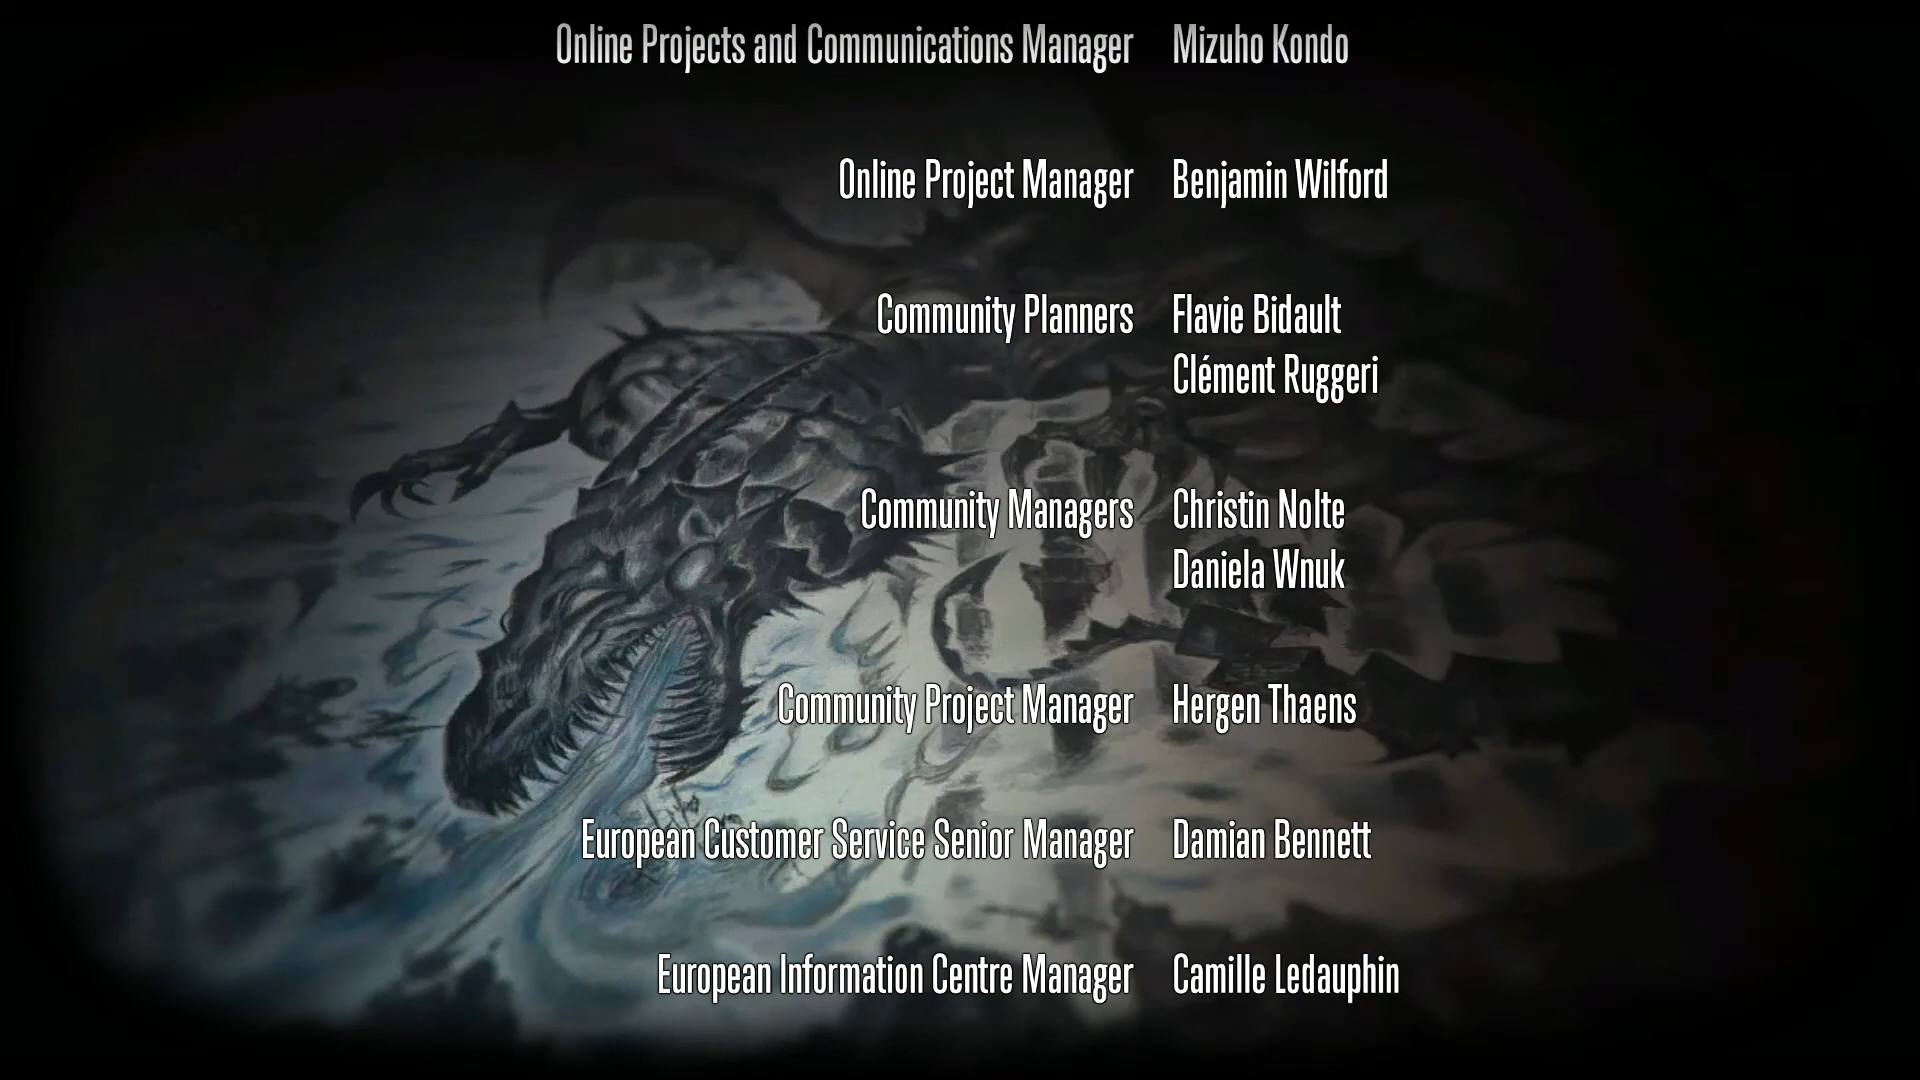 Online Projects and Communications Manager Mizuho Kondo
Online Project Manager Benjamin Wilford
Community Planners Flavie Bidault
Clément Ruggeri
Community Managers Christin Nolte
Daniela Wnuk
Community Project Manager Hergen Thaens
European Customer Service Senior Manager Damian Bennett
European Information Centre Manager Camille Ledauphin